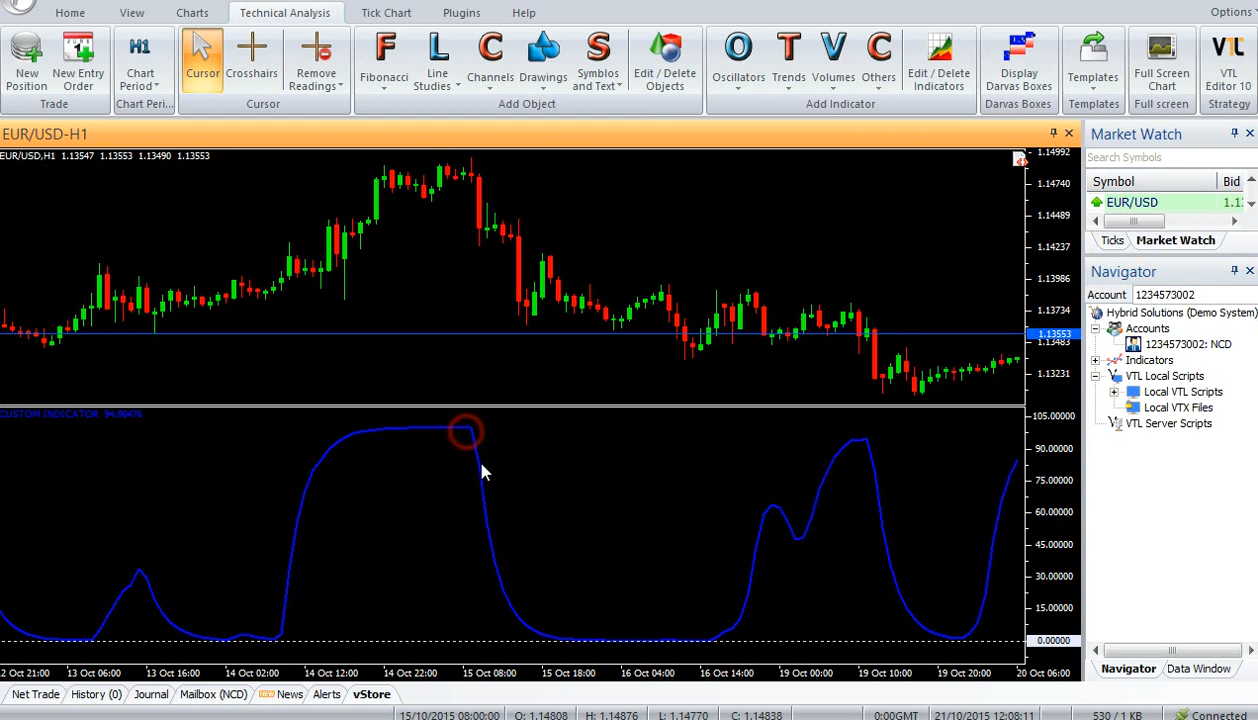 Home View Charts Technical Analysis Tick Chart Plugins Help Options
New Position
New Entry Order
H1 Chart Period
Cursor
Crosshairs
Remove Readings
F Fibonacci
L Line Studies
C Channels
Drawings
S Symblos and Text
Edit / Delete Objects
O Oscillators
T Trends
V Volumes
C Others
Edit / Delete Indicators
Display Darvas Boxes
Templates
Full Screen Chart
VTL VTL Editor 10
Trade Chart Peri... Cursor Add Object Add Indicator Darvas Boxes Templates Full screen Strategy
EUR/USD-H1
EUR/USD,H1 1.13547 1.13553 1.13490 1.13553
1.14992
1.14740
1.14489
1.14237
1.13986
1.13734
1.13553
1.13483
1.13231
CUSTOM INDICATOR 94.96426
105.00000
90.00000
75.00000
60.00000
45.00000
30.00000
15.00000
0.00000
2 Oct 21:00 13 Oct 06:00 13 Oct 16:00 14 Oct 02:00 14 Oct 12:00 14 Oct 22:00 15 Oct 08:00 15 Oct 18:00 16 Oct 04:00 16 Oct 14:00 19 Oct 00:00 19 Oct 10:00 19 Oct 20:00 20 Oct 06:00
Market Watch
Search Symbols
Symbol Bid
EUR/USD 1.1
Ticks Market Watch
Navigator
Account 1234573002
Hybrid Solutions (Demo System)
Accounts
1234573002: NCD
Indicators
VTL Local Scripts
Local VTL Scripts
Local VTX Files
VTL Server Scripts
Navigator Data Window
Net Trade History (0) Journal Mailbox (NCD) NEW News Alerts vStore
15/10/2015 08:00:00 O: 1.14808 H: 1.14876 L: 1.14770 C: 1.14838 0:00GMT 21/10/2015 12:08:11 530 / 1 KB Connected